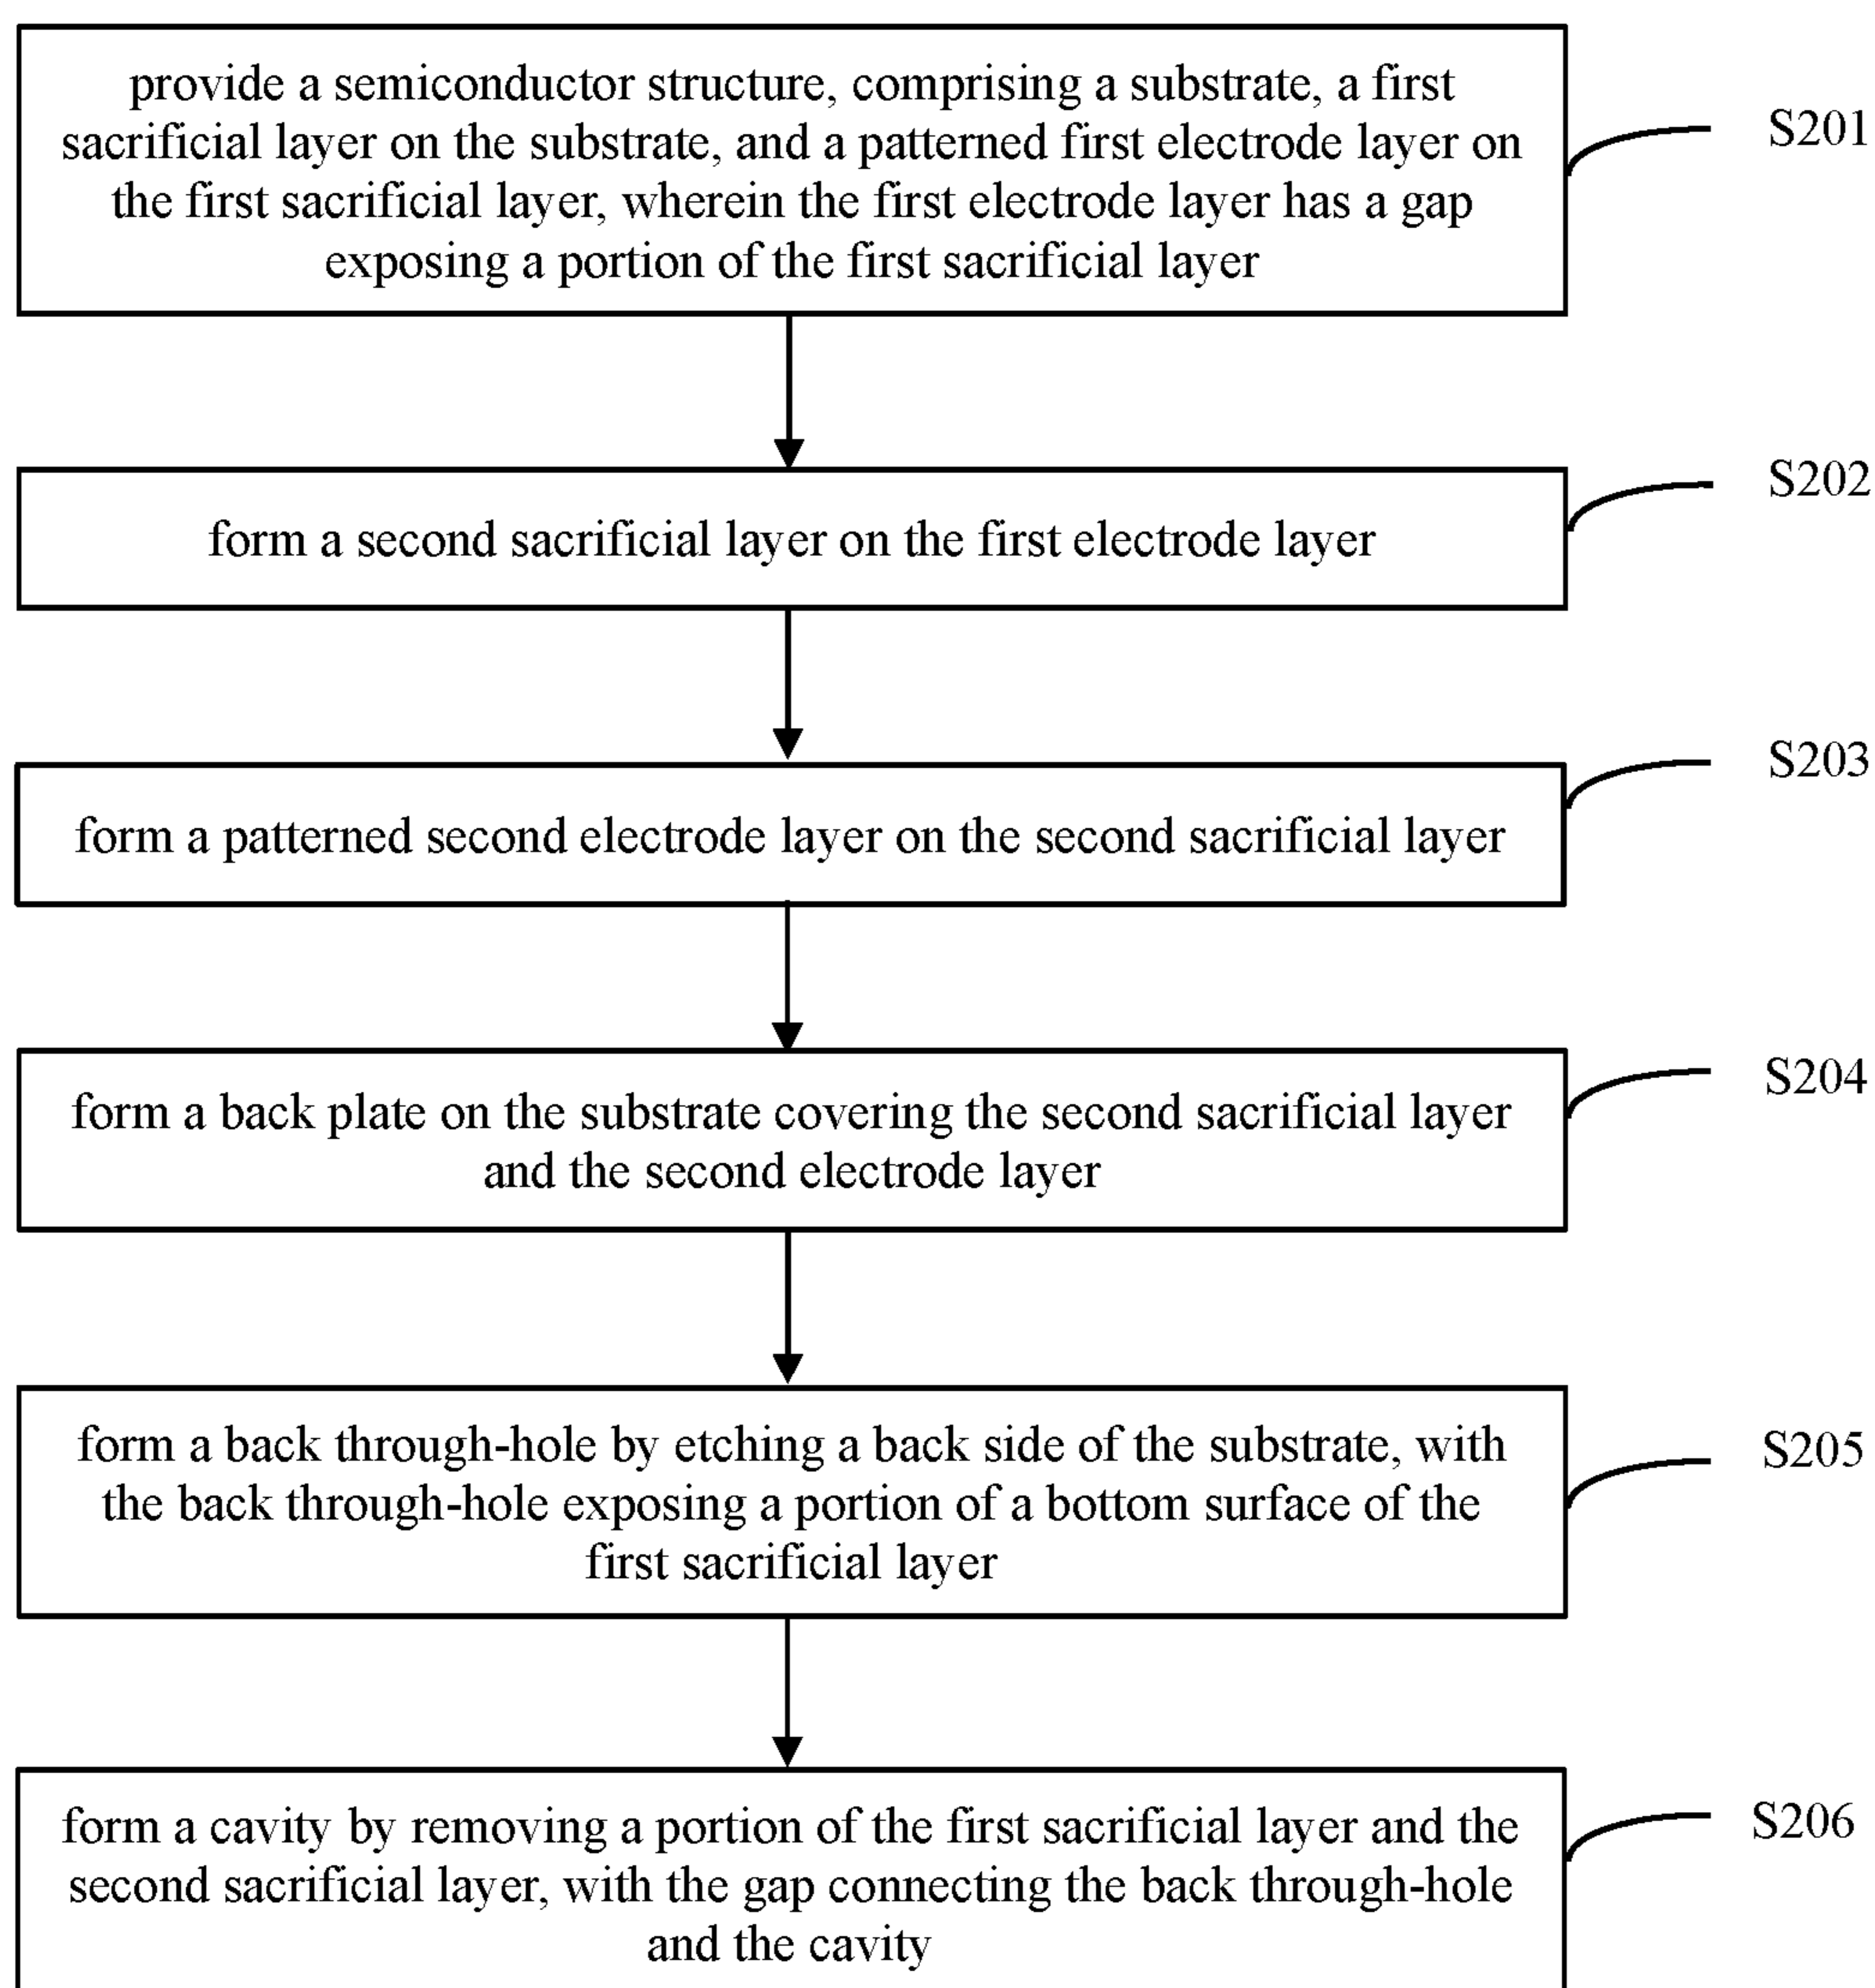 provide a semiconductor structure, comprising a substrate, a first
sacrificial layer on the substrate, and a patterned first electrode layer on
the first sacrificial layer, wherein the first electrode layer has a gap
exposing a portion of the first sacrificial layer
S201
form a second sacrificial layer on the first electrode layer
S202
form a patterned second electrode layer on the second sacrificial layer
S203
form a back plate on the substrate covering the second sacrificial layer
and the second electrode layer
S204
form a back through-hole by etching a back side of the substrate, with
the back through-hole exposing a portion of a bottom surface of the
first sacrificial layer
S205
form a cavity by removing a portion of the first sacrificial layer and the
second sacrificial layer, with the gap connecting the back through-hole
and the cavity
S206